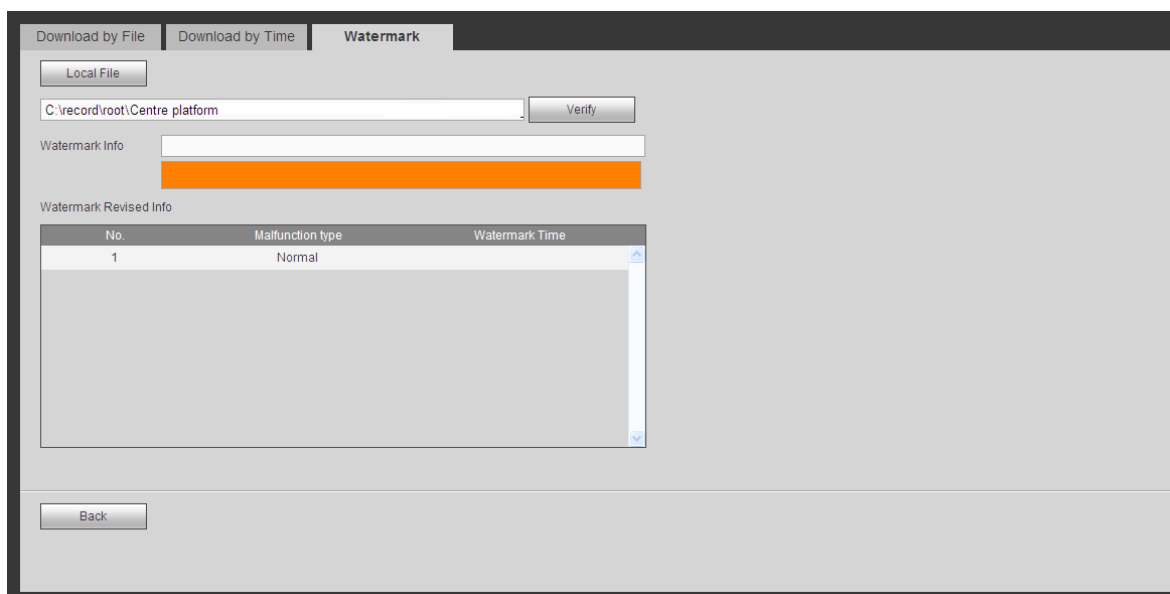 Download by File Download by Time Watermark
Local File
C:\record\root\Centre platform Verify
Watermark Info
Watermark Revised Info
No. Malfunction type Watermark Time
1 Normal
Back